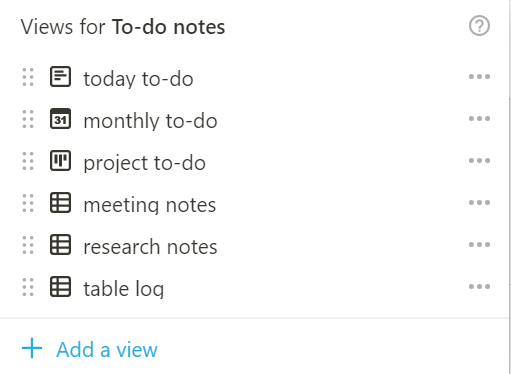 Views for To-do notes
today to-do
31 monthly to-do
project to-do
meeting notes
research notes
table log
Add a view